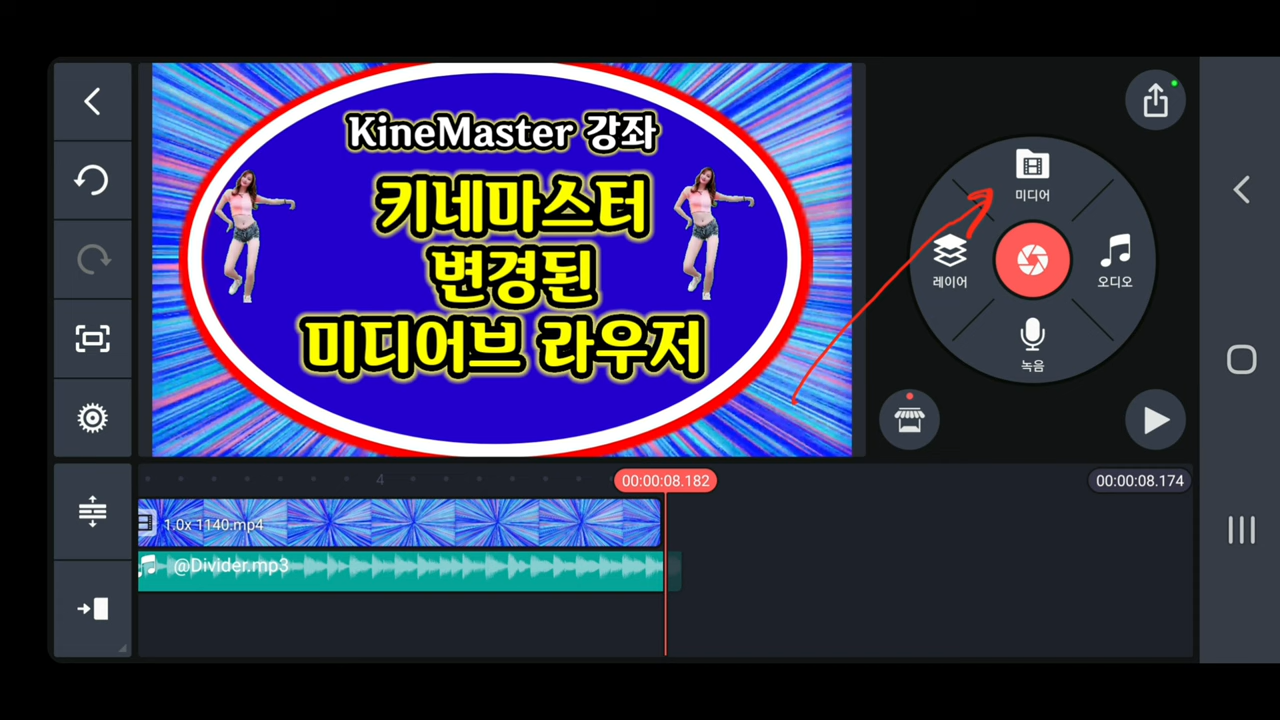 KineMaster 강좌
키네마스터
변경된
미디어브 라우저
미디어
레이어
오디오
녹음
4
00:00:08.182
00:00:08.174
1.0x 1140.mp4
@Divider.mp3